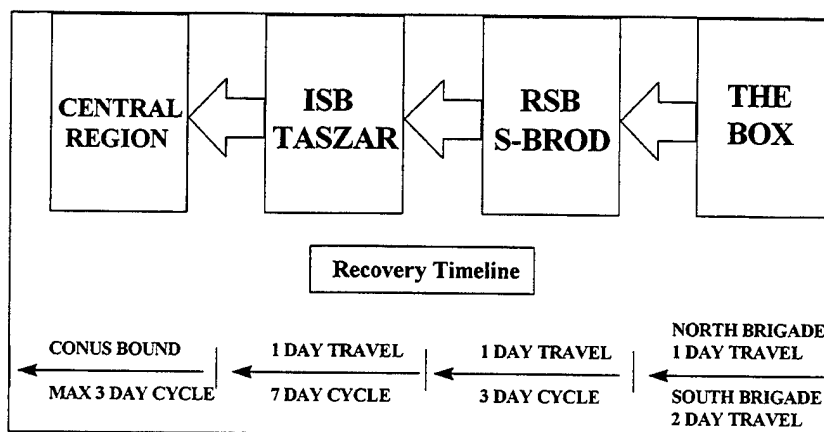 CENTRAL
REGION
ISB
TASZAR
RSB
S-BROD
THE
BOX
Recovery Timeline
CONUS BOUND
MAX 3 DAY CYCLE
1 DAY TRAVEL
7 DAY CYCLE
1 DAY TRAVEL
3 DAY CYCLE
NORTH BRIGADE
1 DAY TRAVEL
SOUTH BRIGADE
2 DAY TRAVEL